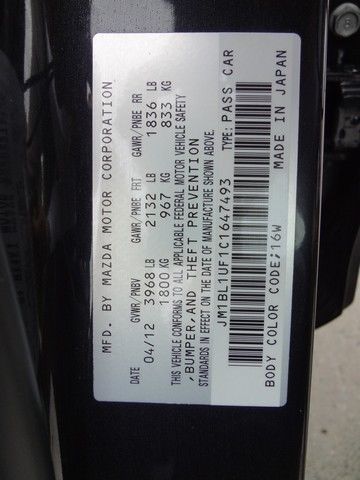 MFD. BY MAZDA MOTOR CORPORATION
DATE GVWR/PNBV GAWR/PNBE FRT GAWR/PNBE RR
04/12 3968 LB 2132 LB 1836 LB
1800 KG 967 KG 833 KG
THIS VEHICLE CONFORMS TO ALL APPLICABLE FEDERAL MOTOR VEHICLE SAFETY
, BUMPER, AND THEFT PREVENTION
STANDARDS IN EFFECT ON THE DATE OF MANUFACTURE SHOWN ABOVE.
JM1BL1UF1C1647493 TYPE: PASS CAR
BODY COLOR CODE;16W MADE IN JAPAN